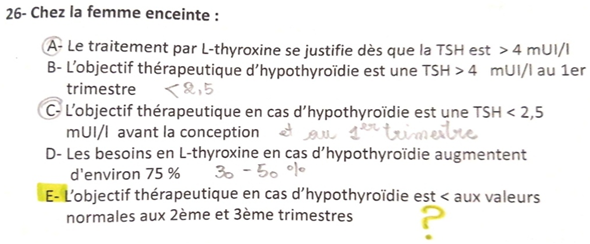 26- Chez la femme enceinte :
A- Le traitement par L-thyroxine se justifie dès que la TSH est > 4 mUI/l
B- L'objectif thérapeutique d'hypothyroïdie est une TSH > 4 mUI/l au 1er
trimestre <2,5
C- L'objectif thérapeutique en cas d'hypothyroïdie est une TSH < 2,5
mUI/l avant la conception et au 1er trimestre
D- Les besoins en L-thyroxine en cas d'hypothyroïdie augmentent
d'environ 75 % 30 - 50 %
E- L'objectif thérapeutique en cas d'hypothyroïdie est < aux valeurs
normales aux 2ème et 3ème trimestres ?